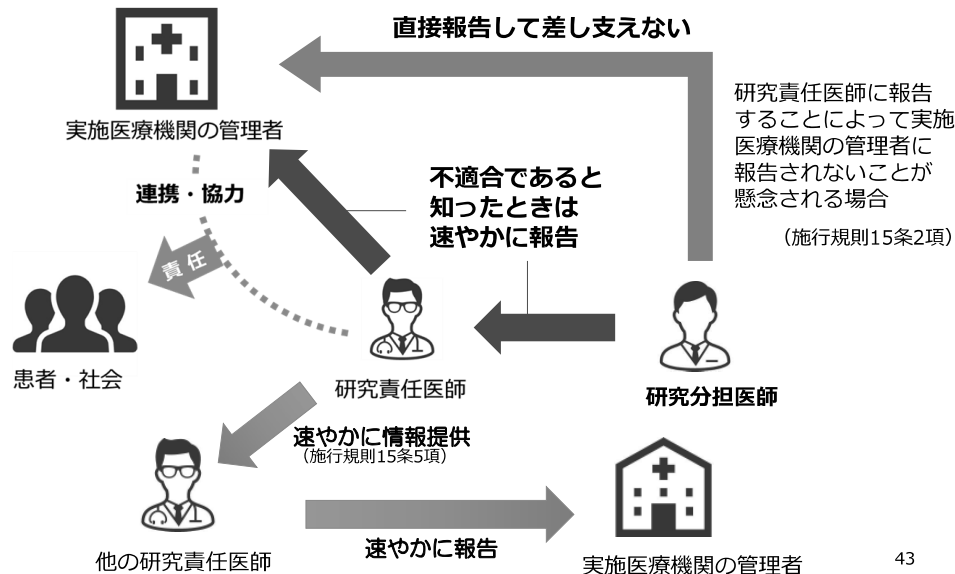 直接報告して差し支えない
実施医療機関の管理者
研究責任医師に報告
することによって実施
医療機関の管理者に
報告されないことが
懸念される場合
（施行規則15条2項）
連携・協力
不適合であると
知ったときは
速やかに報告
責任
患者・社会
研究責任医師
研究分担医師
速やかに情報提供
（施行規則15条5項）
速やかに報告
他の研究責任医師
実施医療機関の管理者
43